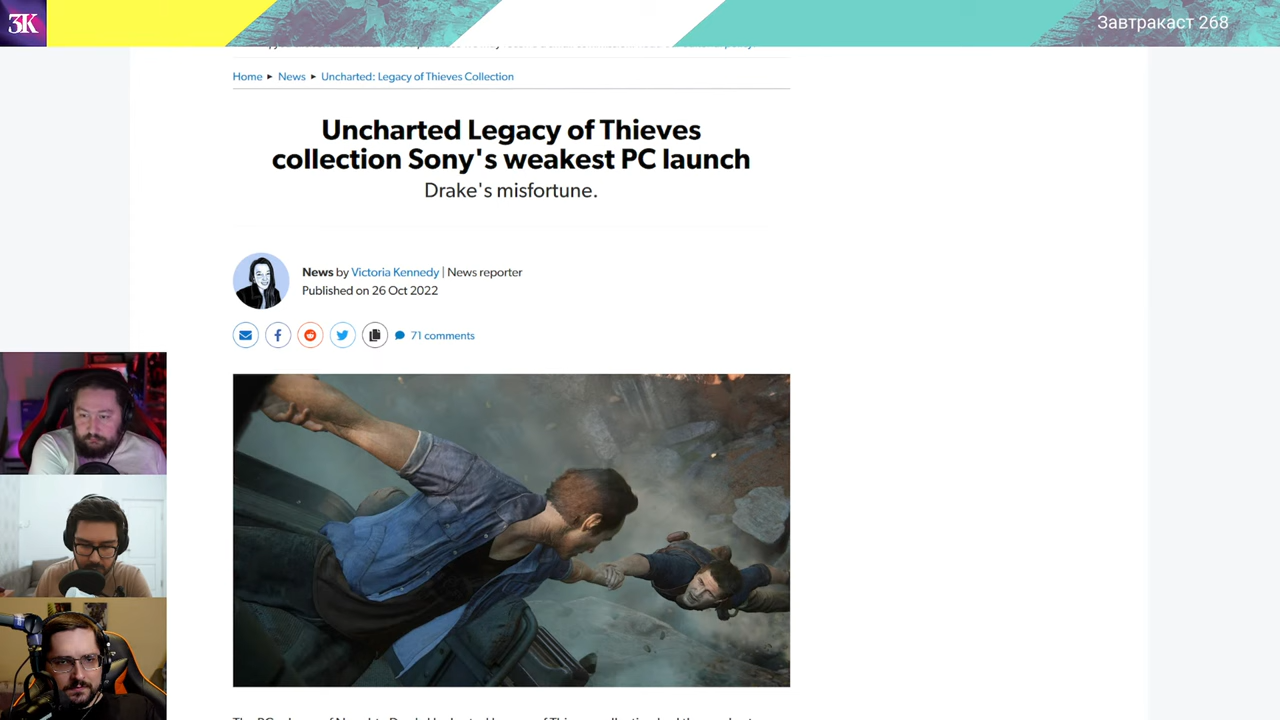 ЗК
Завтракаст 268
Home ▸ News ▸ Uncharted: Legacy of Thieves Collection
Uncharted Legacy of Thieves
collection Sony's weakest PC launch
Drake's misfortune.
News by Victoria Kennedy | News reporter
Published on 26 Oct 2022
71 comments